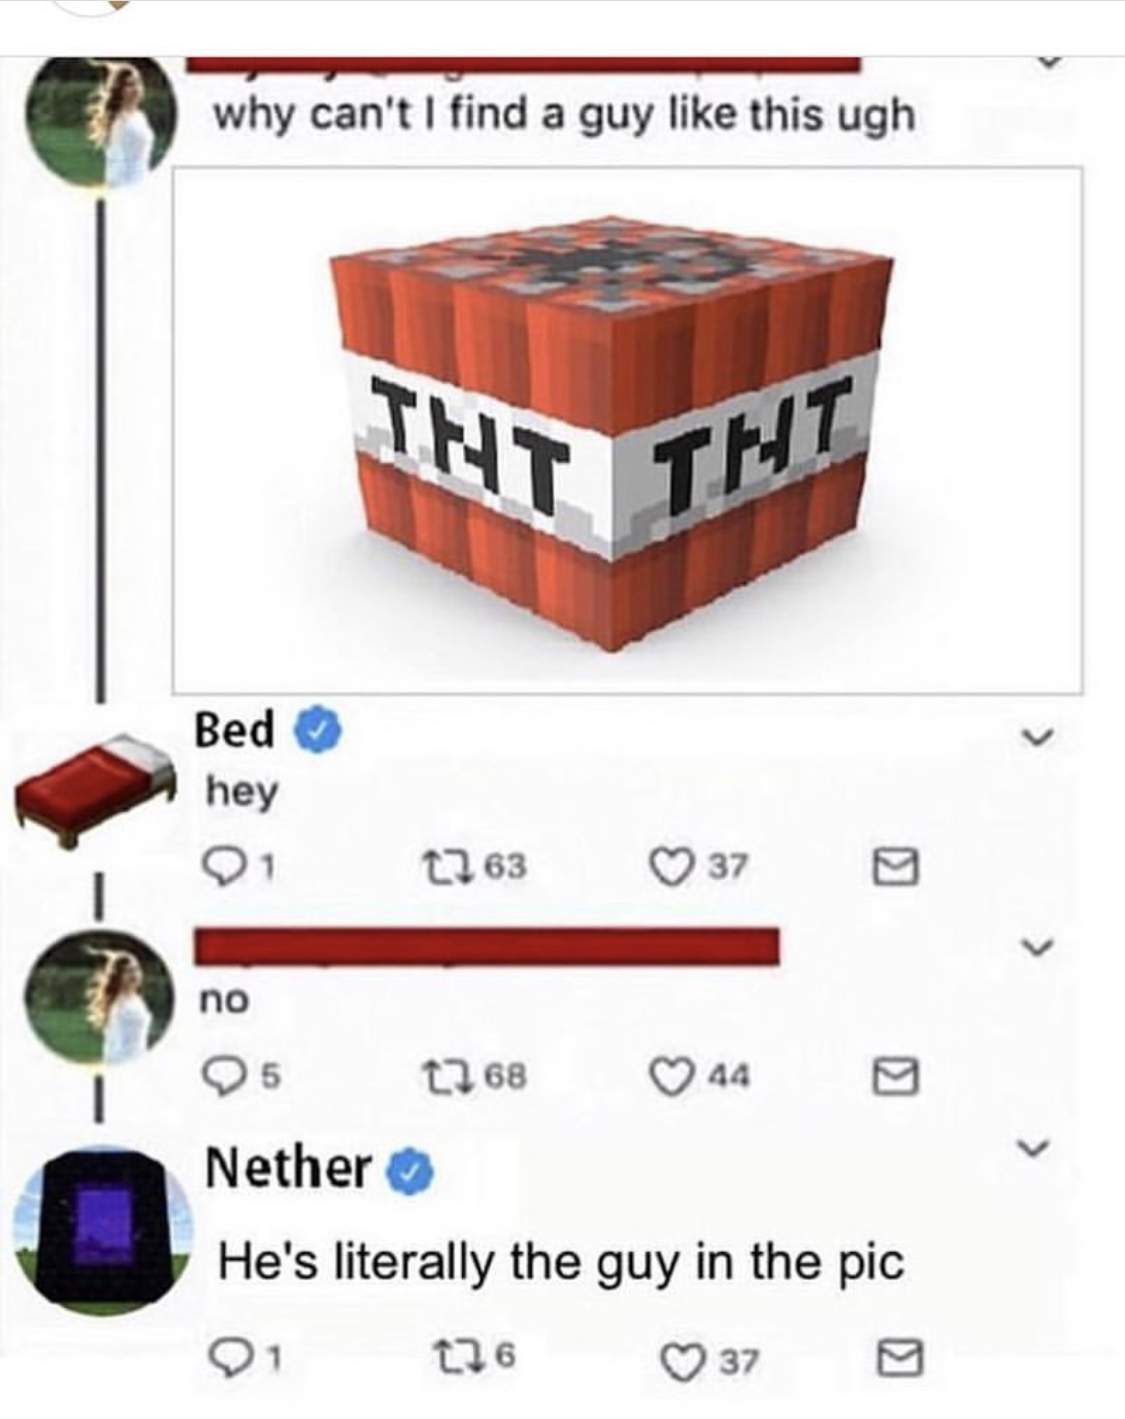 why can't I find a guy like this ugh
TNT TNT
Bed
hey
1 63 37
no
5 68 44
Nether
He's literally the guy in the pic
1 6 37